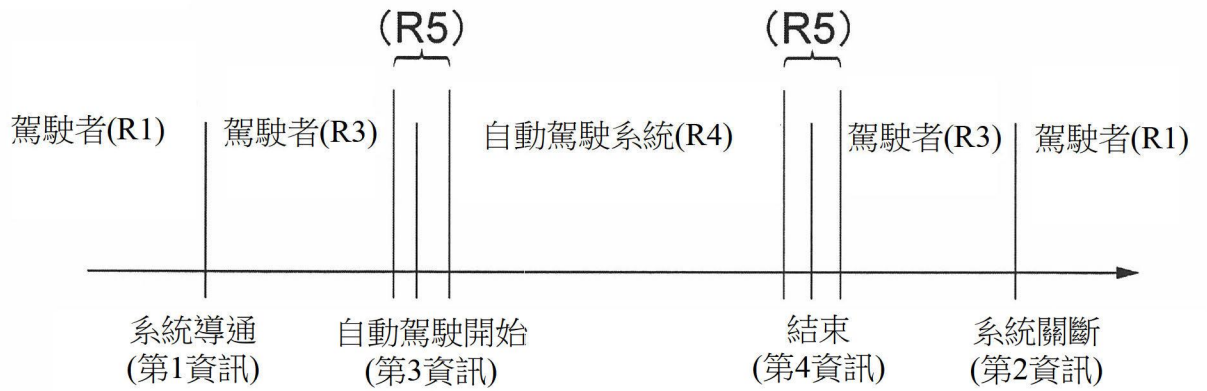 (R5)
(R5)
駕駛者(R1)
駕駛者(R3)
自動駕駛系統(R4)
駕駛者(R3)
駕駛者(R1)
系統導通
(第1資訊)
自動駕駛開始
(第3資訊)
結束
(第4資訊)
系統關斷
(第2資訊)